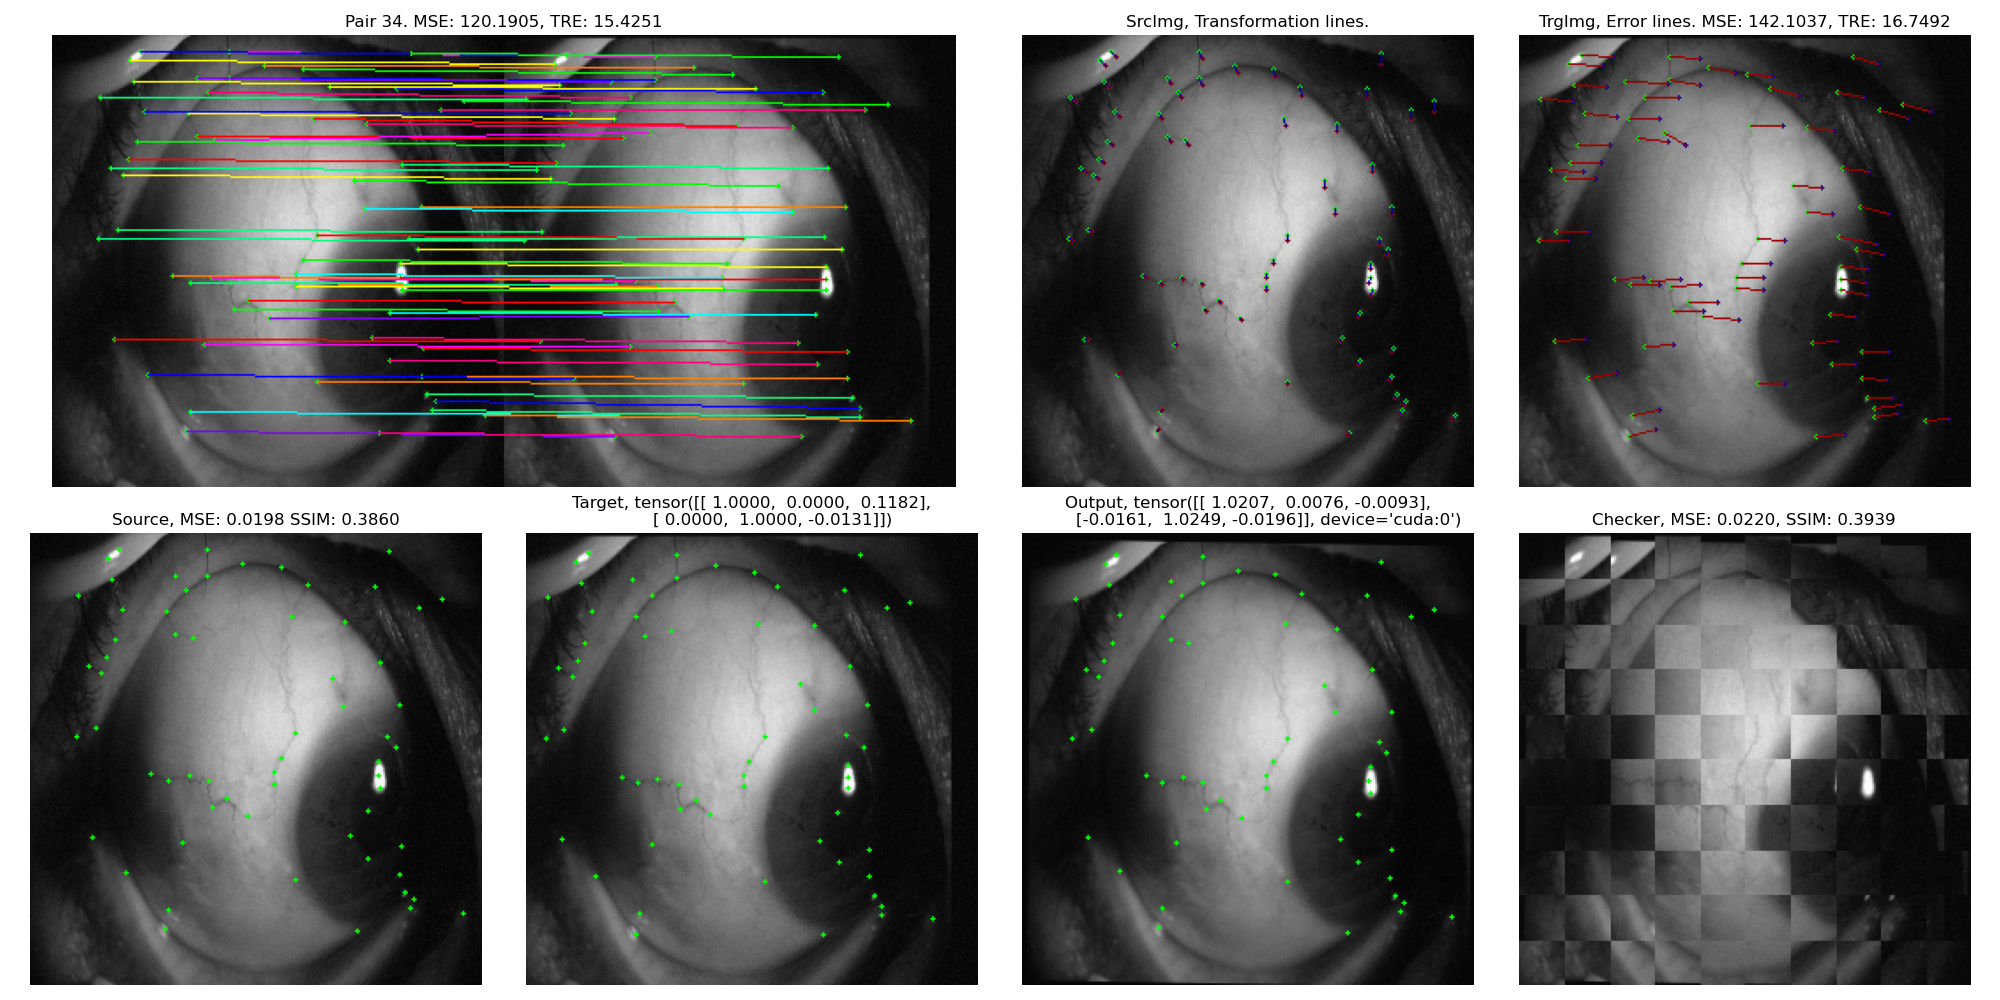 Pair 34. MSE: 120.1905, TRE: 15.4251
SrcImg, Transformation lines.
TrgImg, Error lines. MSE: 142.1037, TRE: 16.7492
Source, MSE: 0.0198 SSIM: 0.3860
Target, tensor([[ 1.0000,  0.0000,  0.1182],
[ 0.0000,  1.0000, -0.0131]])
Output, tensor([[ 1.0207,  0.0076, -0.0093],
[-0.0161,  1.0249, -0.0196]], device='cuda:0')
Checker, MSE: 0.0220, SSIM: 0.3939